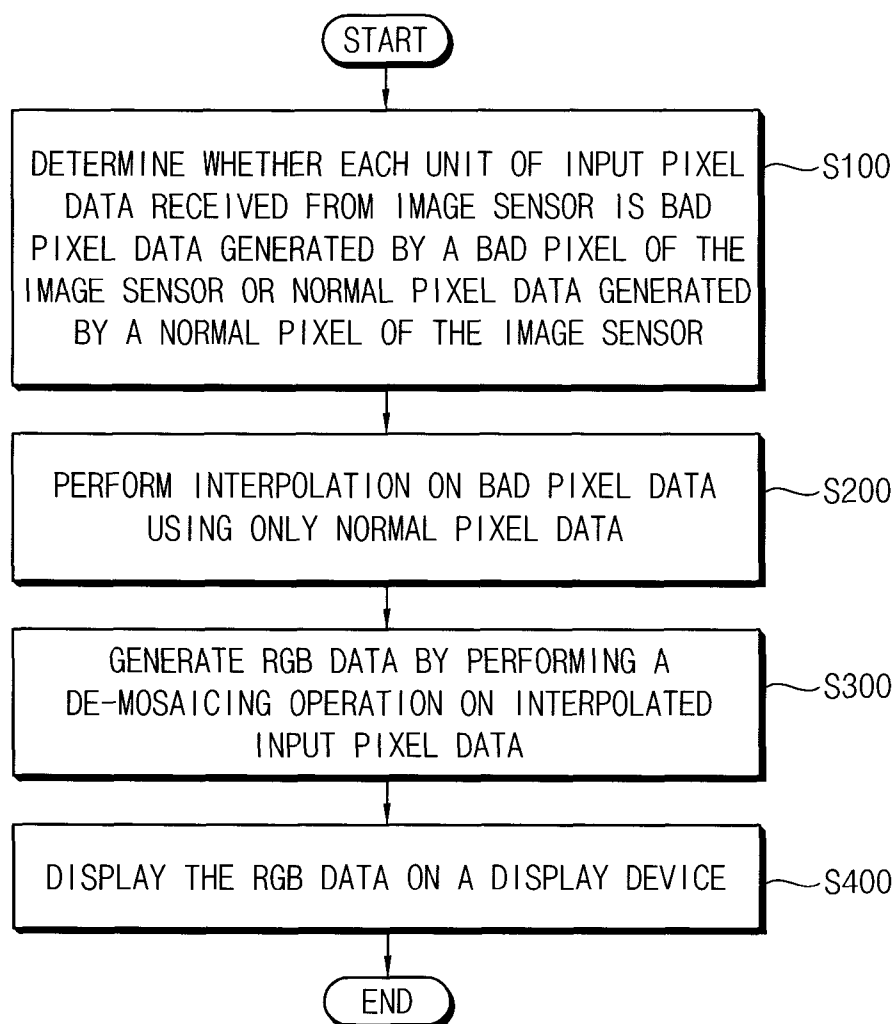 START
DETERMINE WHETHER EACH UNIT OF INPUT PIXEL
DATA RECEIVED FROM IMAGE SENSOR IS BAD
PIXEL DATA GENERATED BY A BAD PIXEL OF THE
IMAGE SENSOR OR NORMAL PIXEL DATA GENERATED
BY A NORMAL PIXEL OF THE IMAGE SENSOR
S100
PERFORM INTERPOLATION ON BAD PIXEL DATA
USING ONLY NORMAL PIXEL DATA
S200
GENERATE RGB DATA BY PERFORMING A
DE-MOSAICING OPERATION ON INTERPOLATED
INPUT PIXEL DATA
S300
DISPLAY THE RGB DATA ON A DISPLAY DEVICE
S400
END